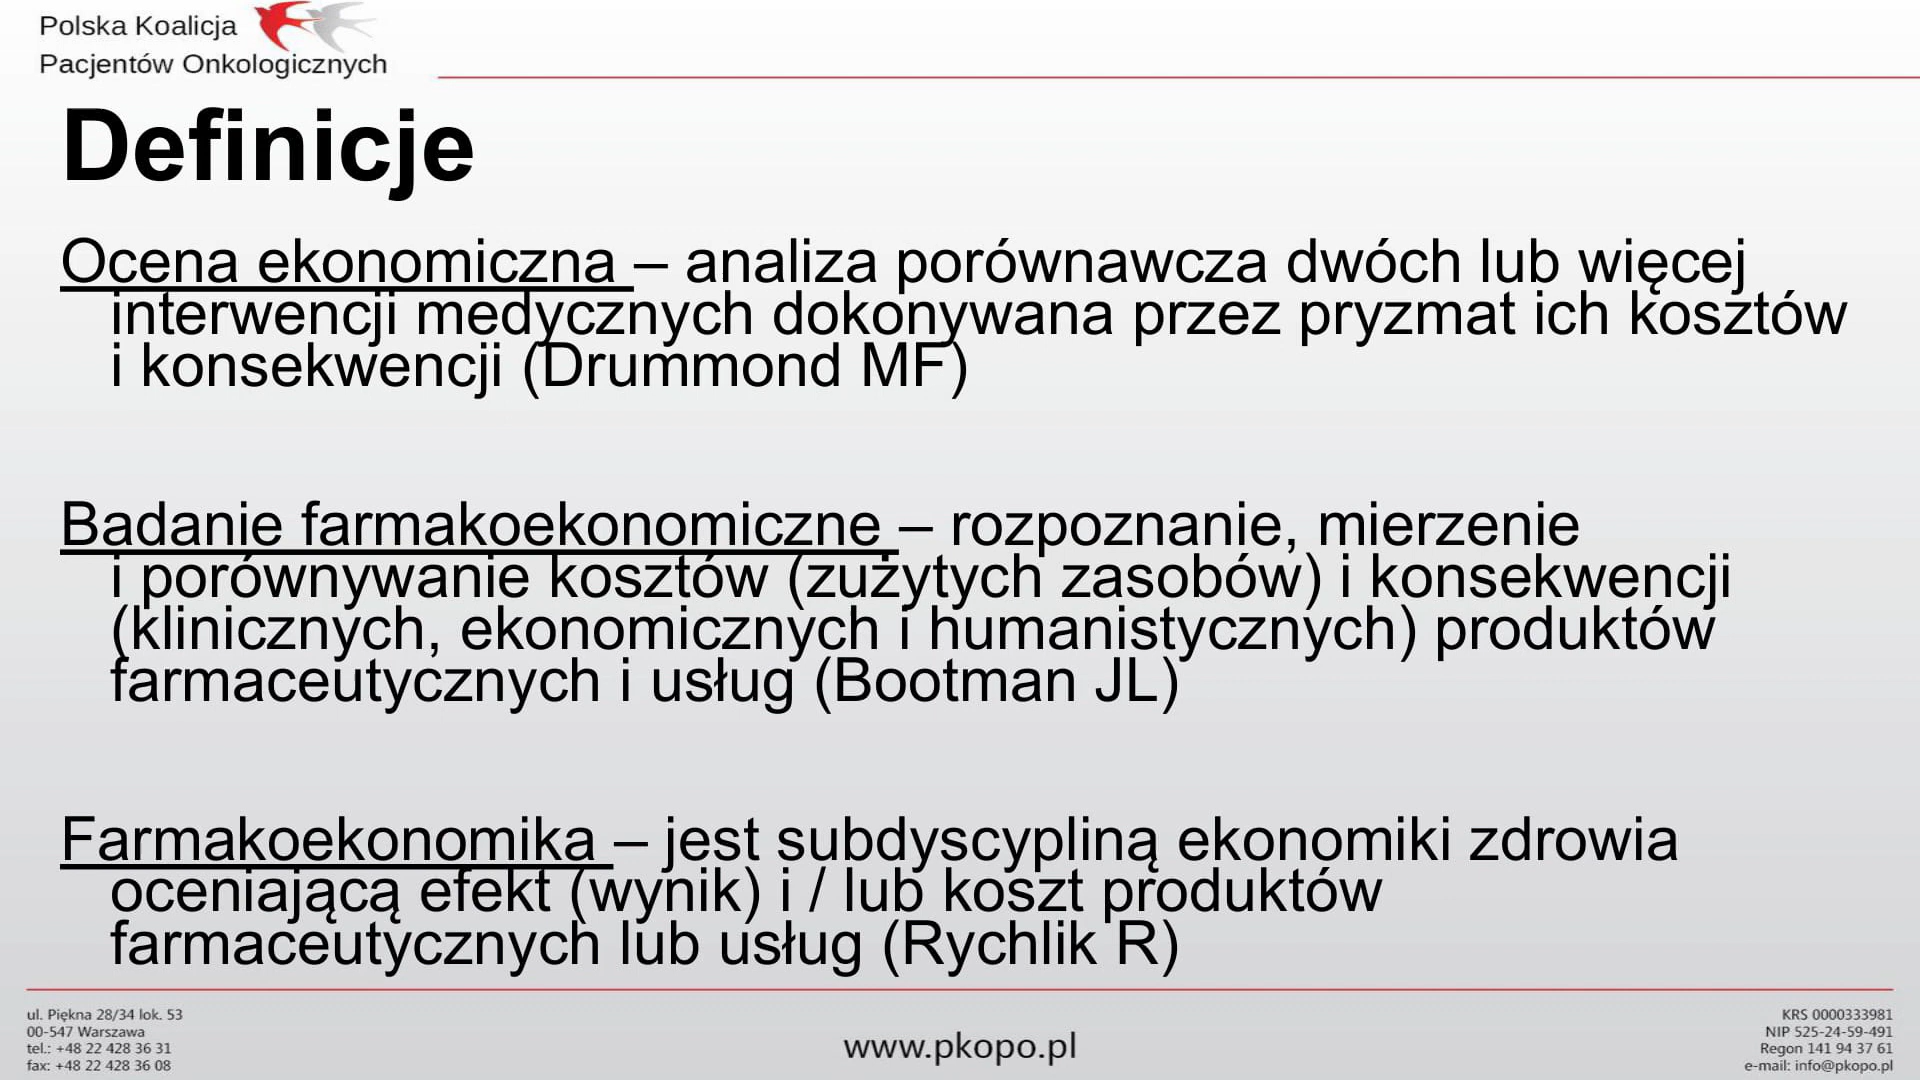 Polska Koalicja
Pacjentów Onkologicznych
Definicje
Ocena ekonomiczna – analiza porównawcza dwóch lub więcej
interwencji medycznych dokonywana przez pryzmat ich kosztów
i konsekwencji (Drummond MF)
Badanie farmakoekonomiczne – rozpoznanie, mierzenie
i porównywanie kosztów (zużytych zasobów) i konsekwencji
(klinicznych, ekonomicznych i humanistycznych) produktów
farmaceutycznych i usług (Bootman JL)
Farmakoekonomika – jest subdyscypliną ekonomiki zdrowia
oceniającą efekt (wynik) i / lub koszt produktów
farmaceutycznych lub usług (Rychlik R)
ul. Piękna 28/34 lok. 53
00-547 Warszawa
tel.: +48 22 428 36 31
fax: +48 22 428 36 08
www.pkopo.pl
KRS 0000333981
NIP 525-24-59-491
Regon 141 94 37 61
e-mail: info@pkopo.pl